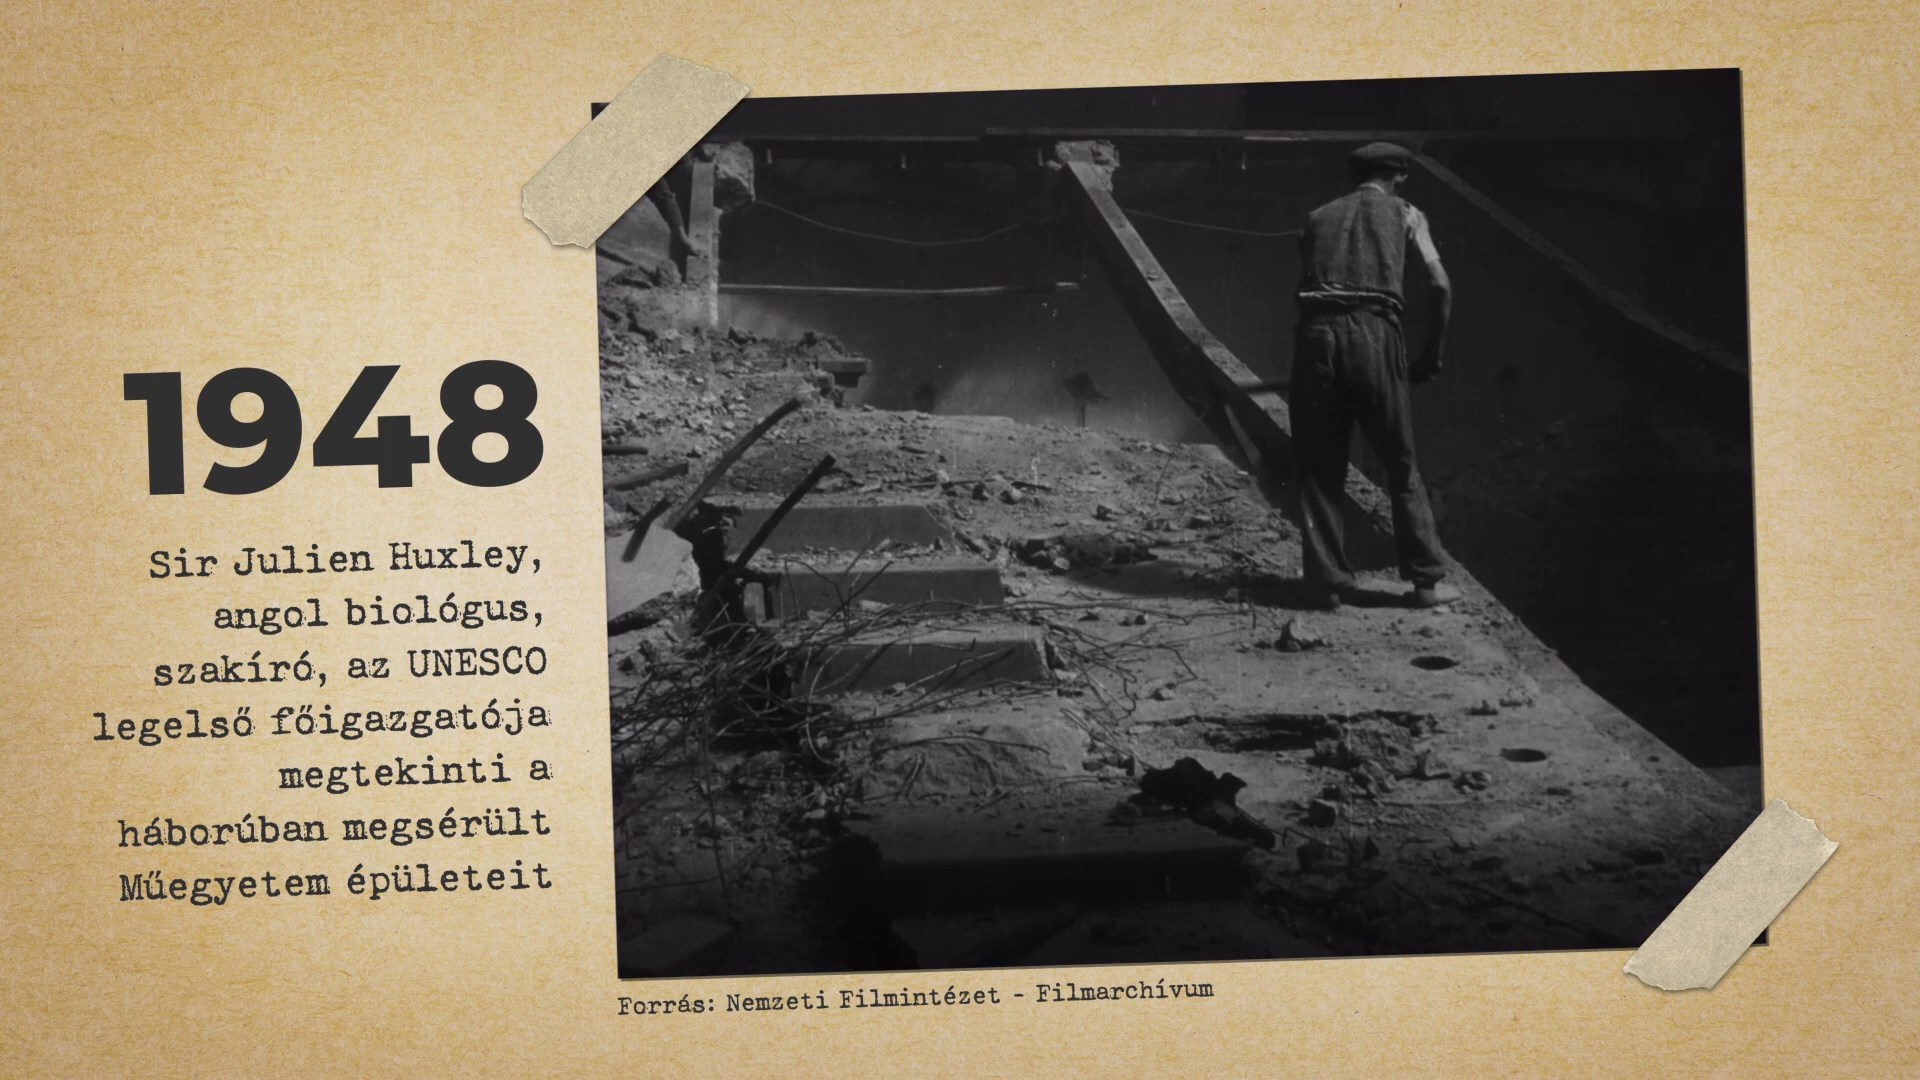 1948
Sir Julien Huxley,
angol biológus,
szakíró, az UNESCO
legelső főigazgatója
megtekinti a
háborúban megsérült
Műegyetem épületeit
Forrás: Nemzeti Filmintézet - Filmarchívum